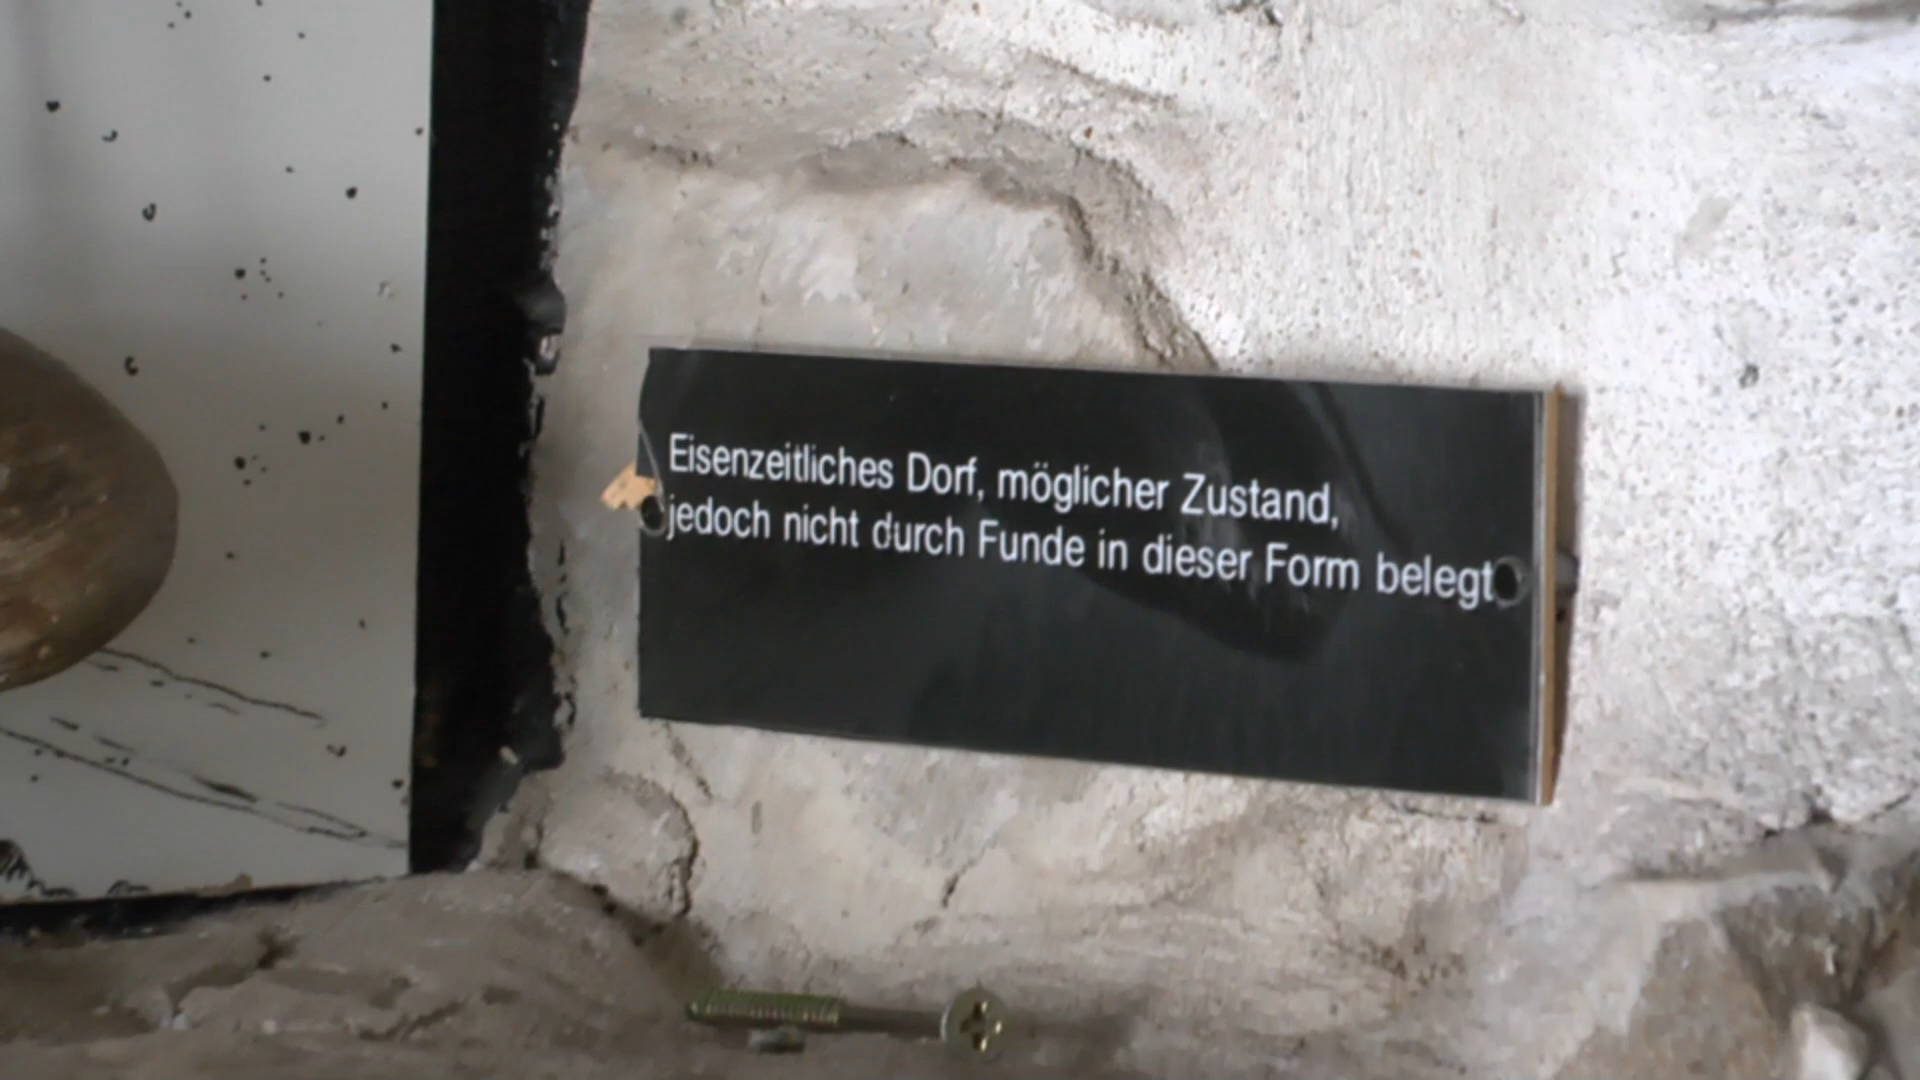 Eisenzeitliches Dorf, möglicher Zustand,
jedoch nicht durch Funde in dieser Form belegt